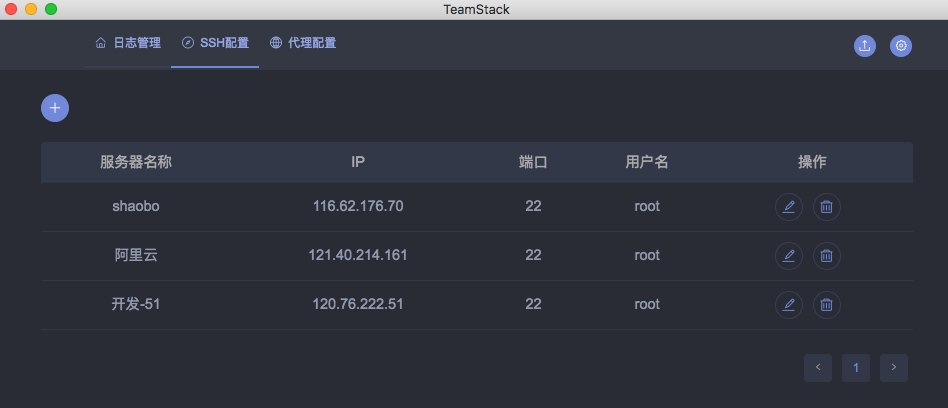 TeamStack
日志管理 SSH配置 代理配置
服务器名称 IP 端口 用户名 操作
shaobo 116.62.176.70 22 root
阿里云 121.40.214.161 22 root
开发-51 120.76.222.51 22 root
1